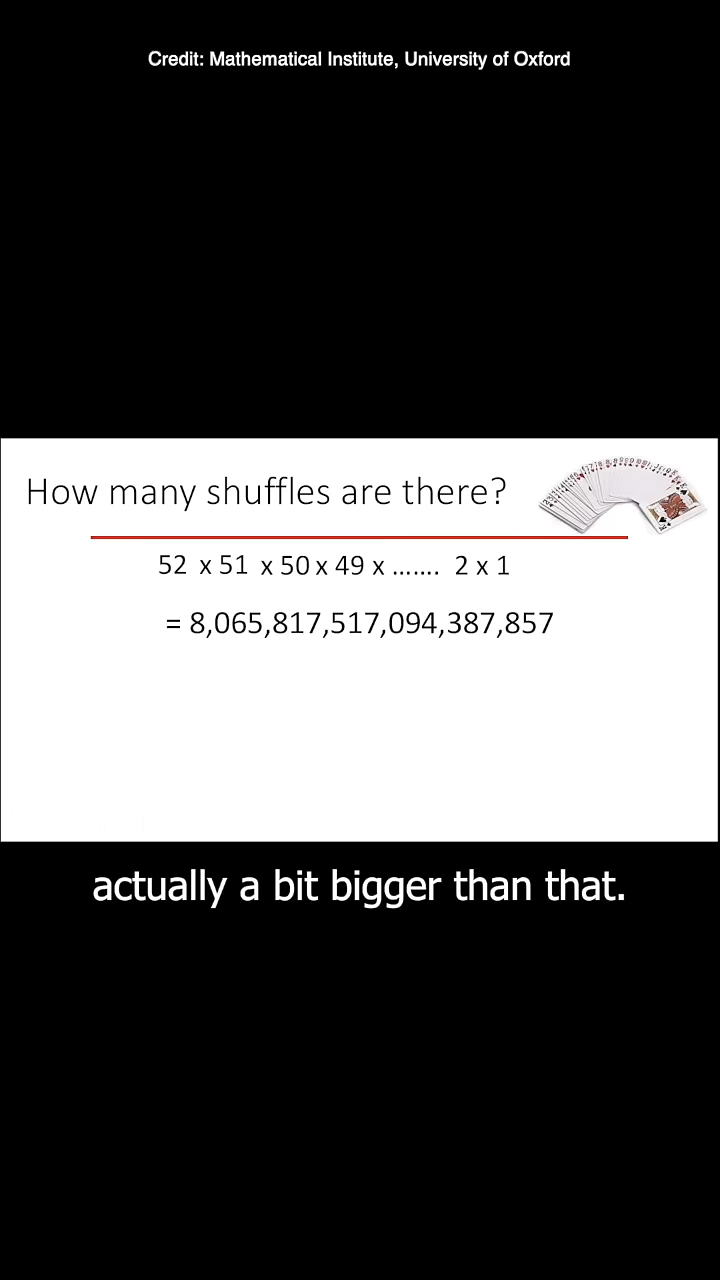 Credit: Mathematical Institute, University of Oxford
How many shuffles are there?
52 x 51 x 50 x 49 x ....... 2 x 1
= 8,065,817,517,094,387,857
actually a bit bigger than that.